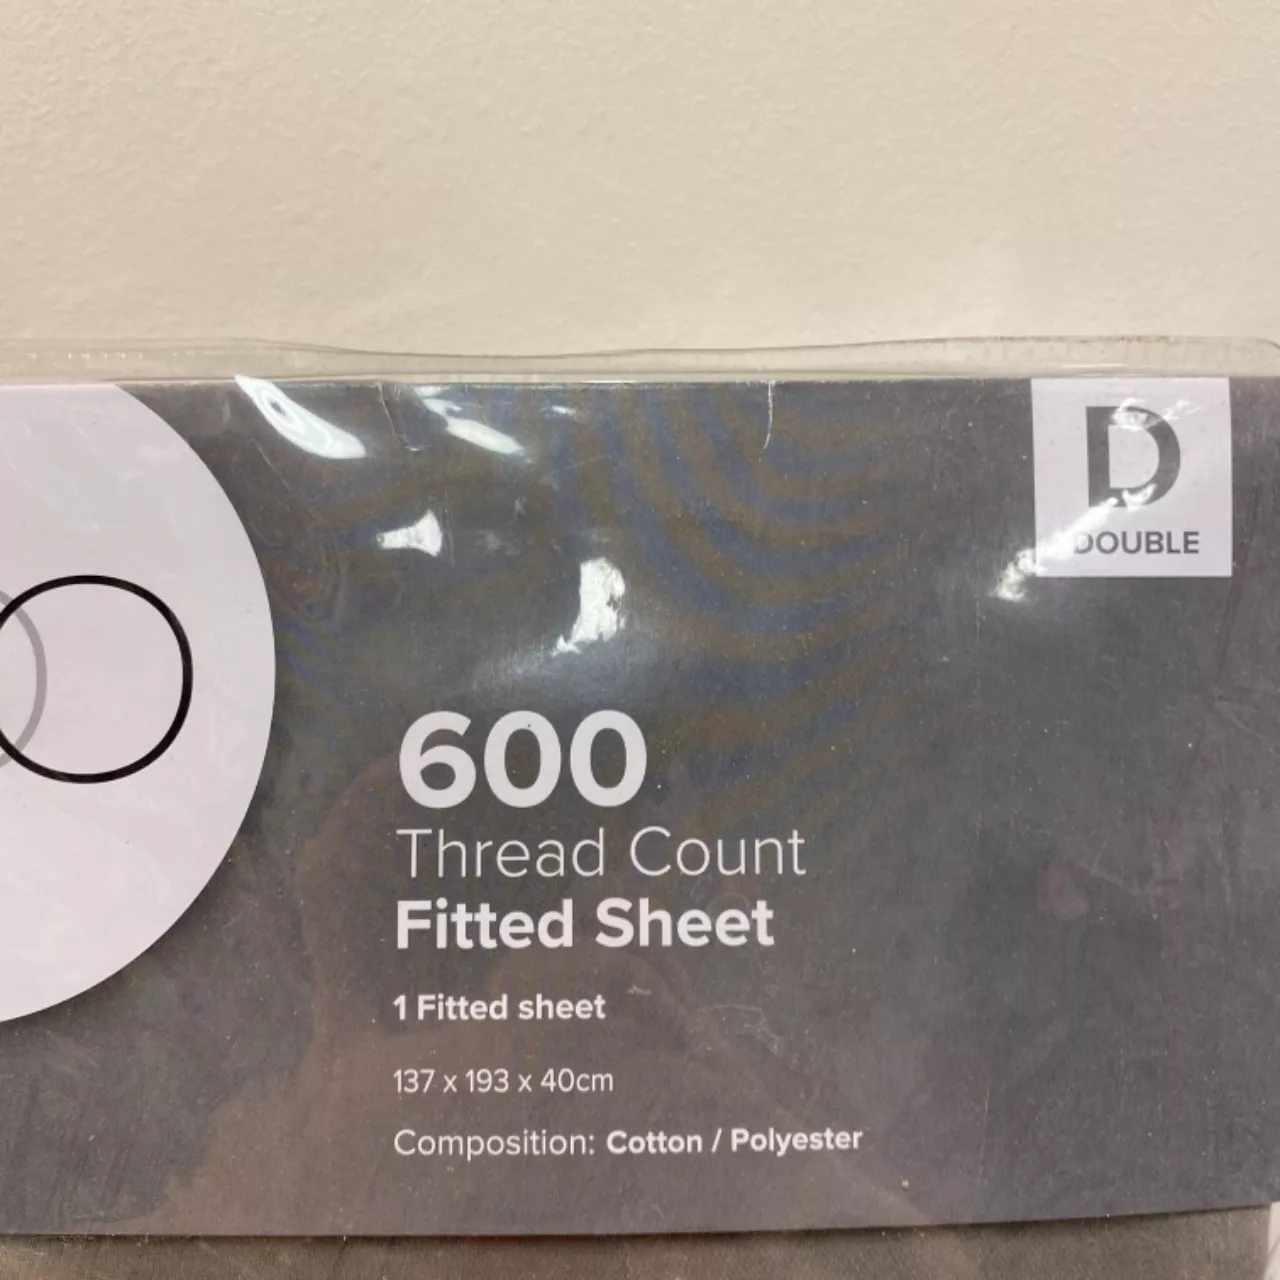 D
DOUBLE
600
Thread Count
Fitted Sheet
1 Fitted sheet
137 x 193 x 40cm
Composition: Cotton / Polyester